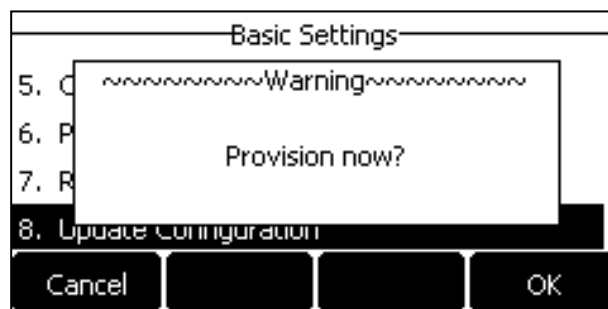 Basic Settings
~~~~~~~~Warning~~~~~~~~
5.
Provision now?
6. P
7. R
8. Update Configuration
Cancel OK